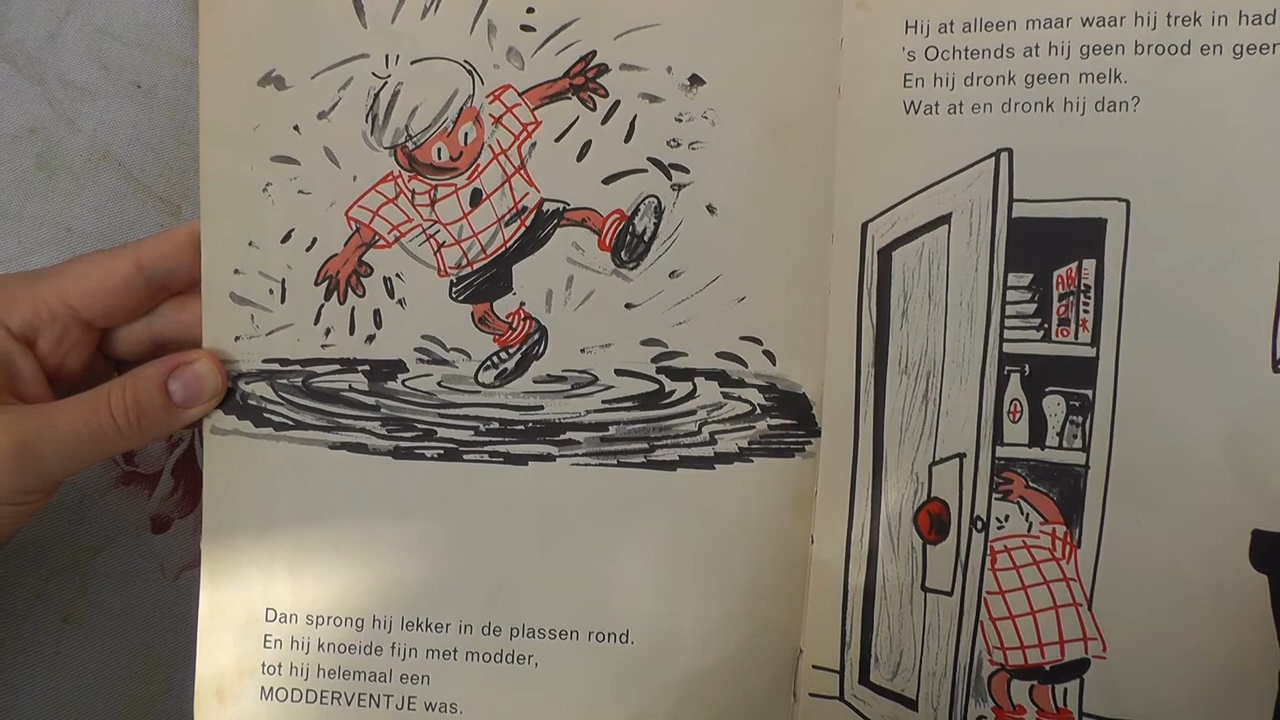 Dan sprong hij lekker in de plassen rond.
En hij knoeide fijn met modder,
tot hij helemaal een
MODDERVENTJE was.
Hij at alleen maar waar hij trek in had
's Ochtends at hij geen brood en geen
En hij dronk geen melk.
Wat at en dronk hij dan?